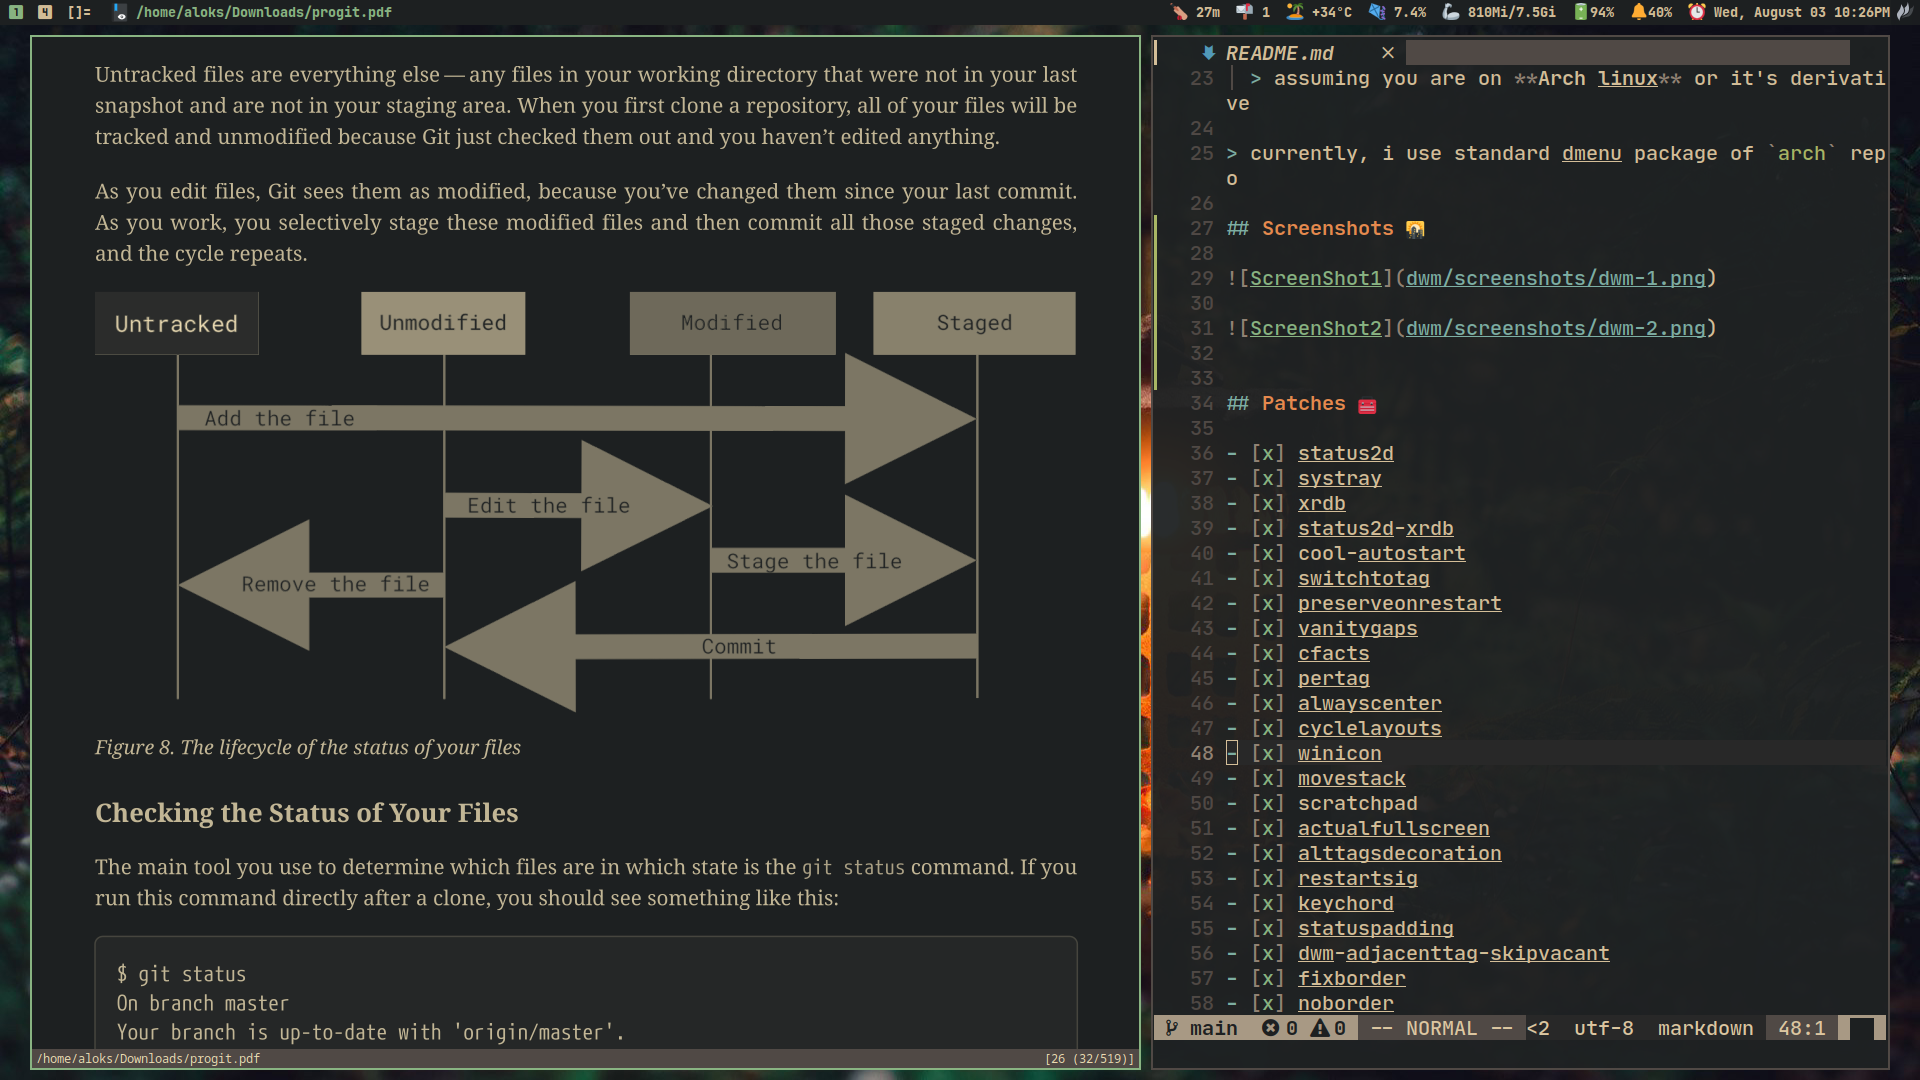 1 4 []= /home/aloks/Downloads/progit.pdf
27m 1 +34°C 7.4% 810Mi/7.5Gi 94% 40% Wed, August 03 10:26PM
Untracked files are everything else — any files in your working directory that were not in your last
snapshot and are not in your staging area. When you first clone a repository, all of your files will be
tracked and unmodified because Git just checked them out and you haven’t edited anything.
As you edit files, Git sees them as modified, because you’ve changed them since your last commit.
As you work, you selectively stage these modified files and then commit all those staged changes,
and the cycle repeats.
Untracked
Unmodified
Modified
Staged
Add the file
Edit the file
Stage the file
Remove the file
Commit
Figure 8. The lifecycle of the status of your files
Checking the Status of Your Files
The main tool you use to determine which files are in which state is the git status command. If you
run this command directly after a clone, you should see something like this:
$ git status
On branch master
Your branch is up-to-date with 'origin/master'.
/home/aloks/Downloads/progit.pdf [26 (32/519)]
README.md ×
23 > assuming you are on **Arch linux** or it's derivati
ve
24
25 > currently, i use standard dmenu package of `arch` rep
o
26
27 ## Screenshots
28
29 ![ScreenShot1](dwm/screenshots/dwm-1.png)
30
31 ![ScreenShot2](dwm/screenshots/dwm-2.png)
32
33
34 ## Patches
35
36 - [x] status2d
37 - [x] systray
38 - [x] xrdb
39 - [x] status2d-xrdb
40 - [x] cool-autostart
41 - [x] switchtotag
42 - [x] preserveonrestart
43 - [x] vanitygaps
44 - [x] cfacts
45 - [x] pertag
46 - [x] alwayscenter
47 - [x] cyclelayouts
48 - [x] winicon
49 - [x] movestack
50 - [x] scratchpad
51 - [x] actualfullscreen
52 - [x] alttagsdecoration
53 - [x] restartsig
54 - [x] keychord
55 - [x] statuspadding
56 - [x] dwm-adjacenttag-skipvacant
57 - [x] fixborder
58 - [x] noborder
main 0 0 -- NORMAL -- <2 utf-8 markdown 48:1